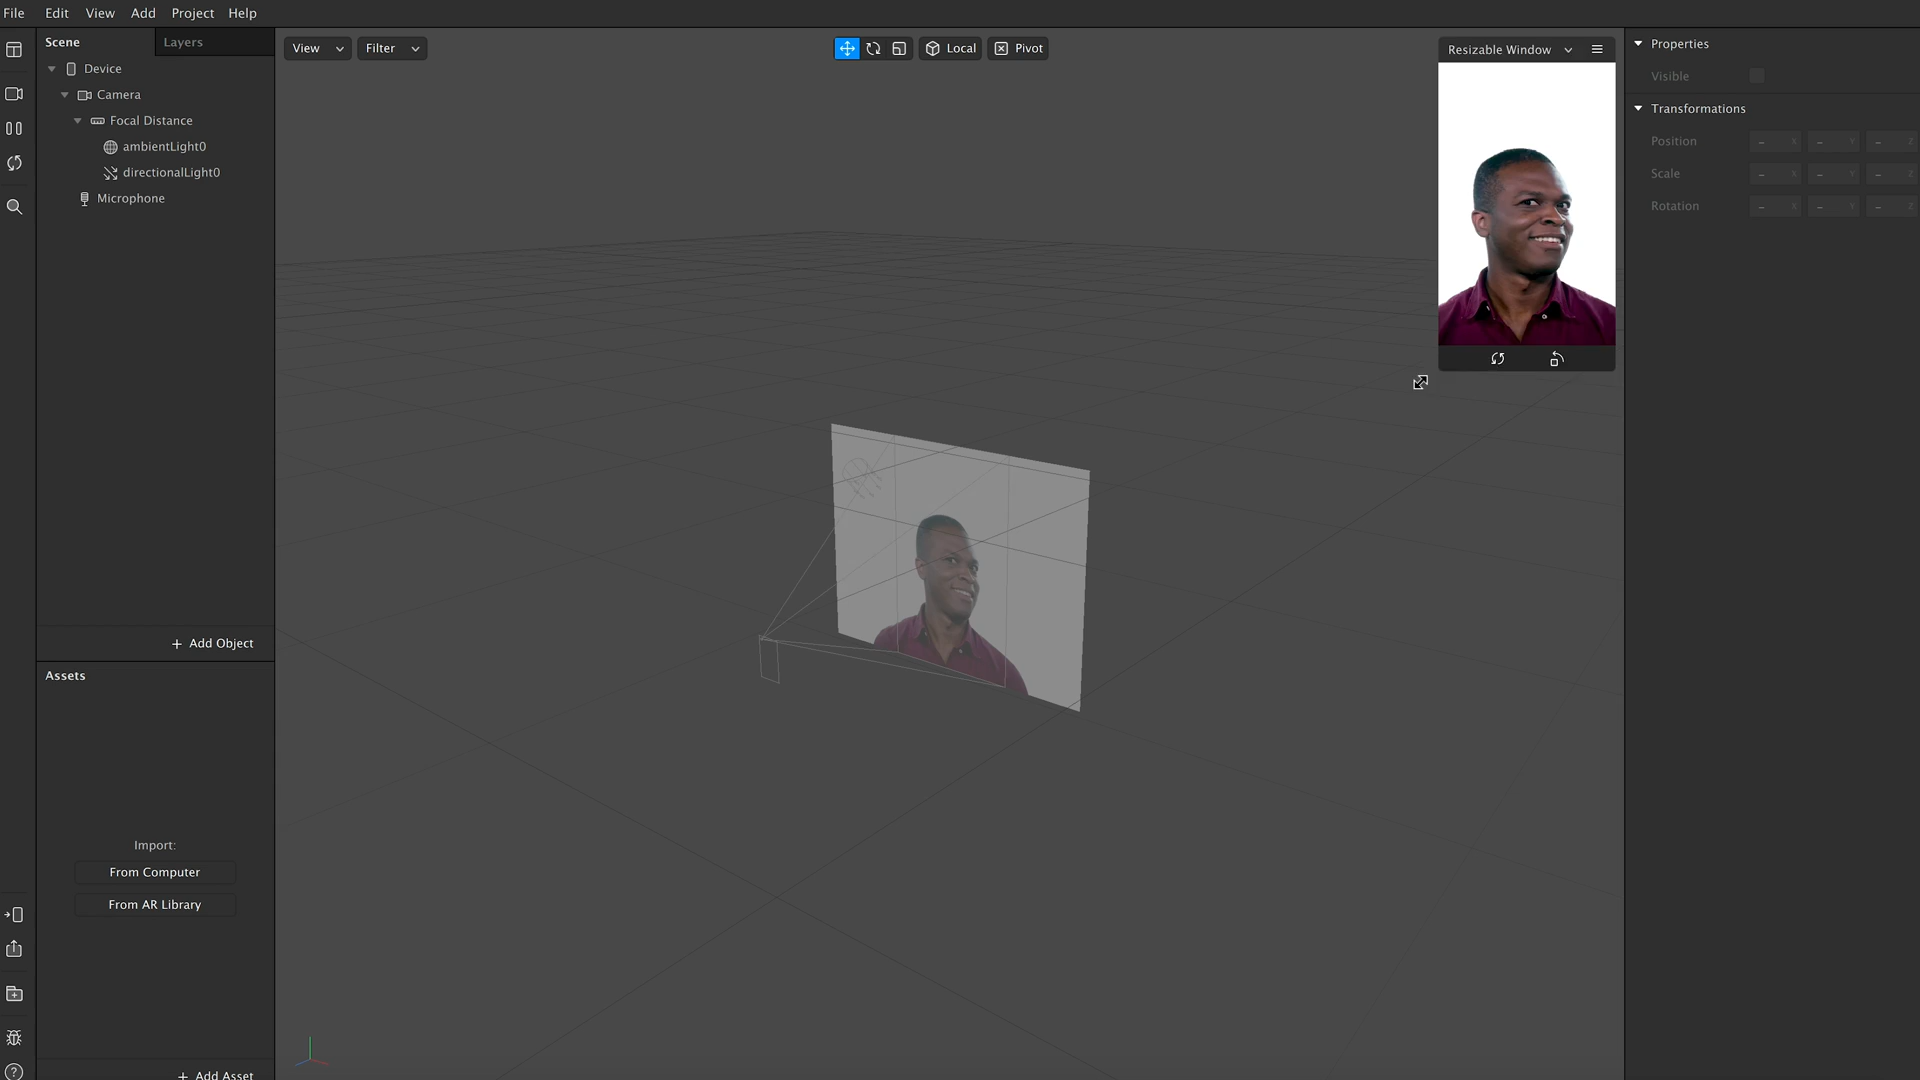 File Edit View Add Project Help
Scene Layers
Device
Camera
Focal Distance
ambientLight0
directionalLight0
Microphone
+ Add Object
Assets
Import:
From Computer
From AR Library
+ Add Asset
View Filter
Local Pivot
Resizable Window
Properties
Visible
Transformations
Position - X - Y - Z
Scale - X - Y - Z
Rotation - X - Y - Z